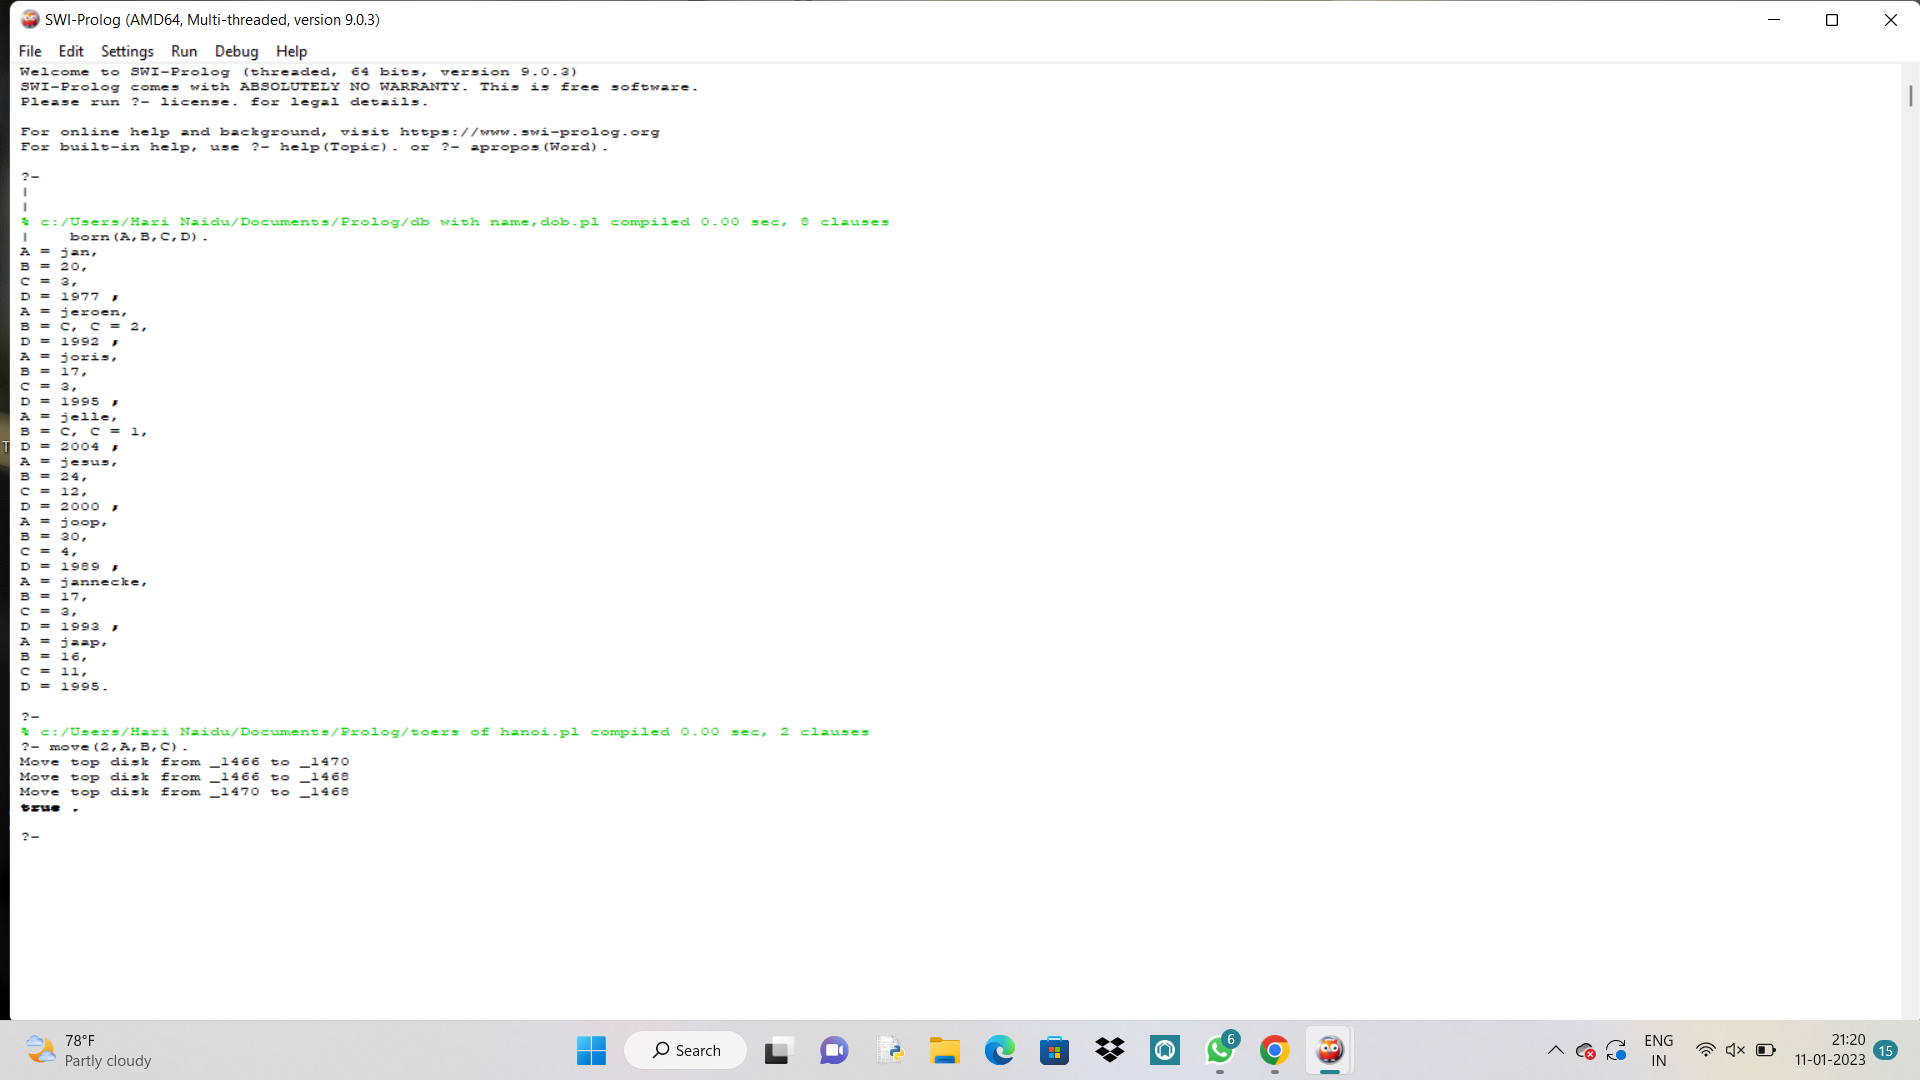 SWI-Prolog (AMD64, Multi-threaded, version 9.0.3)
File Edit Settings Run Debug Help
Welcome to SWI-Prolog (threaded, 64 bits, version 9.0.3)
SWI-Prolog comes with ABSOLUTELY NO WARRANTY. This is free software.
Please run ?- license. for legal details.
For online help and background, visit https://www.swi-prolog.org
For built-in help, use ?- help(Topic). or ?- apropos(Word).
?-
|
|
% c:/Users/Hari Naidu/Documents/Prolog/db with name,dob.pl compiled 0.00 sec, 8 clauses
| born(A,B,C,D).
A = jan,
B = 20,
C = 3,
D = 1977 ;
A = jeroen,
B = C, C = 2,
D = 1992 ;
A = joris,
B = 17,
C = 3,
D = 1995 ;
A = jelle,
B = C, C = 1,
D = 2004 ;
A = jesus,
B = 24,
C = 12,
D = 2000 ;
A = joop,
B = 30,
C = 4,
D = 1989 ;
A = jannecke,
B = 17,
C = 3,
D = 1993 ;
A = jaap,
B = 16,
C = 11,
D = 1995.
?-
% c:/Users/Hari Naidu/Documents/Prolog/toers of hanoi.pl compiled 0.00 sec, 2 clauses
?- move(2,A,B,C).
Move top disk from _1466 to _1470
Move top disk from _1466 to _1468
Move top disk from _1470 to _1468
true .
?-
T
78°F
Partly cloudy
Search
6
ENG
IN
21:20
11-01-2023
15